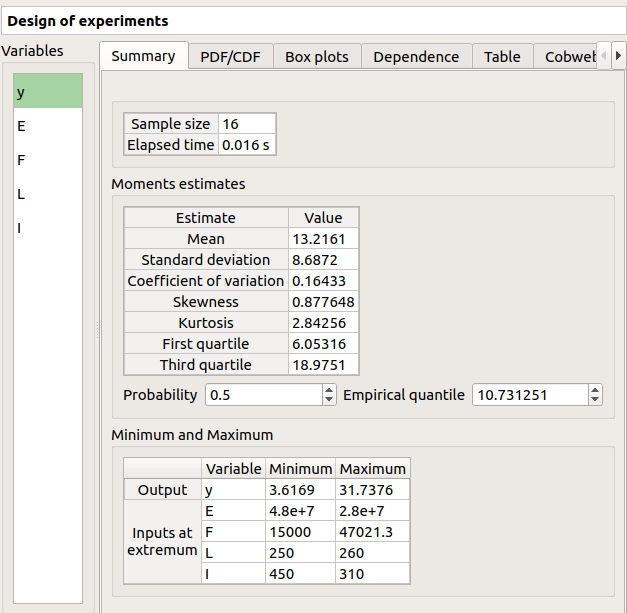 Design of experiments
Variables
y
E
F
L
I
Summary PDF/CDF Box plots Dependence Table Cobwet
Sample size 16
Elapsed time 0.016 s
Moments estimates
Estimate Value
Mean 13.2161
Standard deviation 8.6872
Coefficient of variation 0.16433
Skewness 0.877648
Kurtosis 2.84256
First quartile 6.05316
Third quartile 18.9751
Probability 0.5 Empirical quantile 10.731251
Minimum and Maximum
Variable Minimum Maximum
Output y 3.6169 31.7376
Inputs at extremum E 4.8e+7 2.8e+7
F 15000 47021.3
L 250 260
I 450 310